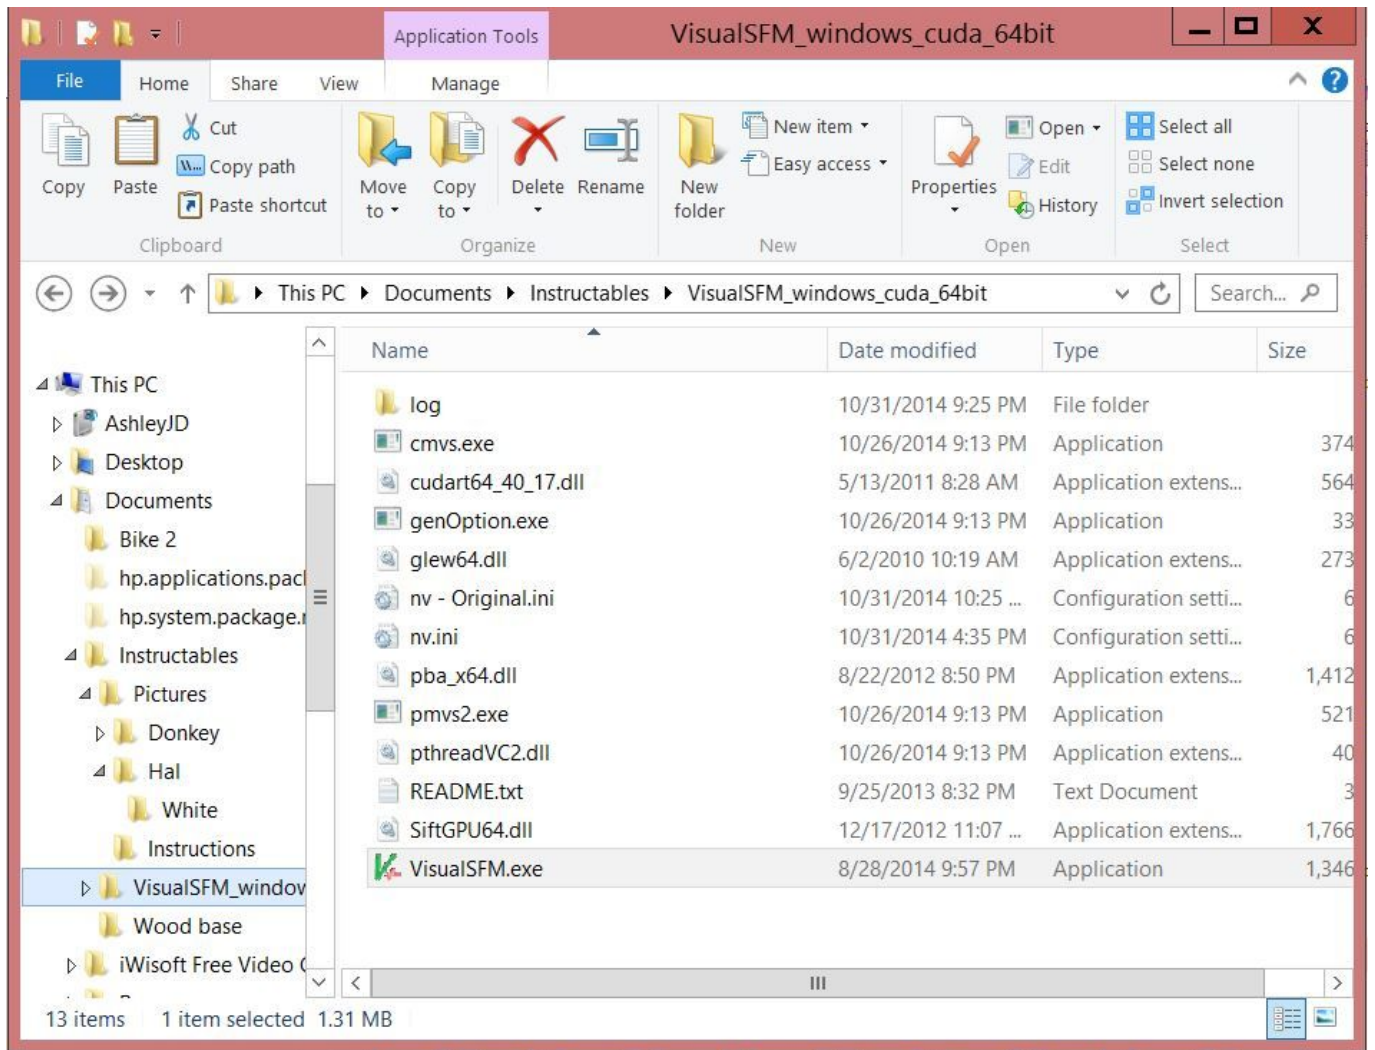 Application Tools VisualSFM_windows_cuda_64bit
File Home Share View Manage
Copy Paste Cut Copy path Paste shortcut
Clipboard
Move to Copy to Delete Rename
Organize
New folder New item Easy access
New
Properties Open Edit History
Open
Select all Select none Invert selection
Select
This PC Documents Instructables VisualSFM_windows_cuda_64bit Search...
This PC
AshleyJD
Desktop
Documents
Bike 2
hp.applications.pacl
hp.system.package.r
Instructables
Pictures
Donkey
Hal
White
Instructions
VisualSFM_window
Wood base
iWisoft Free Video
Name Date modified Type Size
log 10/31/2014 9:25 PM File folder
cmvs.exe 10/26/2014 9:13 PM Application 374
cudart64_40_17.dll 5/13/2011 8:28 AM Application extens... 564
genOption.exe 10/26/2014 9:13 PM Application 33
glew64.dll 6/2/2010 10:19 AM Application extens... 273
nv - Original.ini 10/31/2014 10:25 ... Configuration setti... 6
nv.ini 10/31/2014 4:35 PM Configuration setti... 6
pba_x64.dll 8/22/2012 8:50 PM Application extens... 1,412
pmvs2.exe 10/26/2014 9:13 PM Application 521
pthreadVC2.dll 10/26/2014 9:13 PM Application extens... 40
README.txt 9/25/2013 8:32 PM Text Document 3
SiftGPU64.dll 12/17/2012 11:07 ... Application extens... 1,766
VisualSFM.exe 8/28/2014 9:57 PM Application 1,346
13 items 1 item selected 1.31 MB